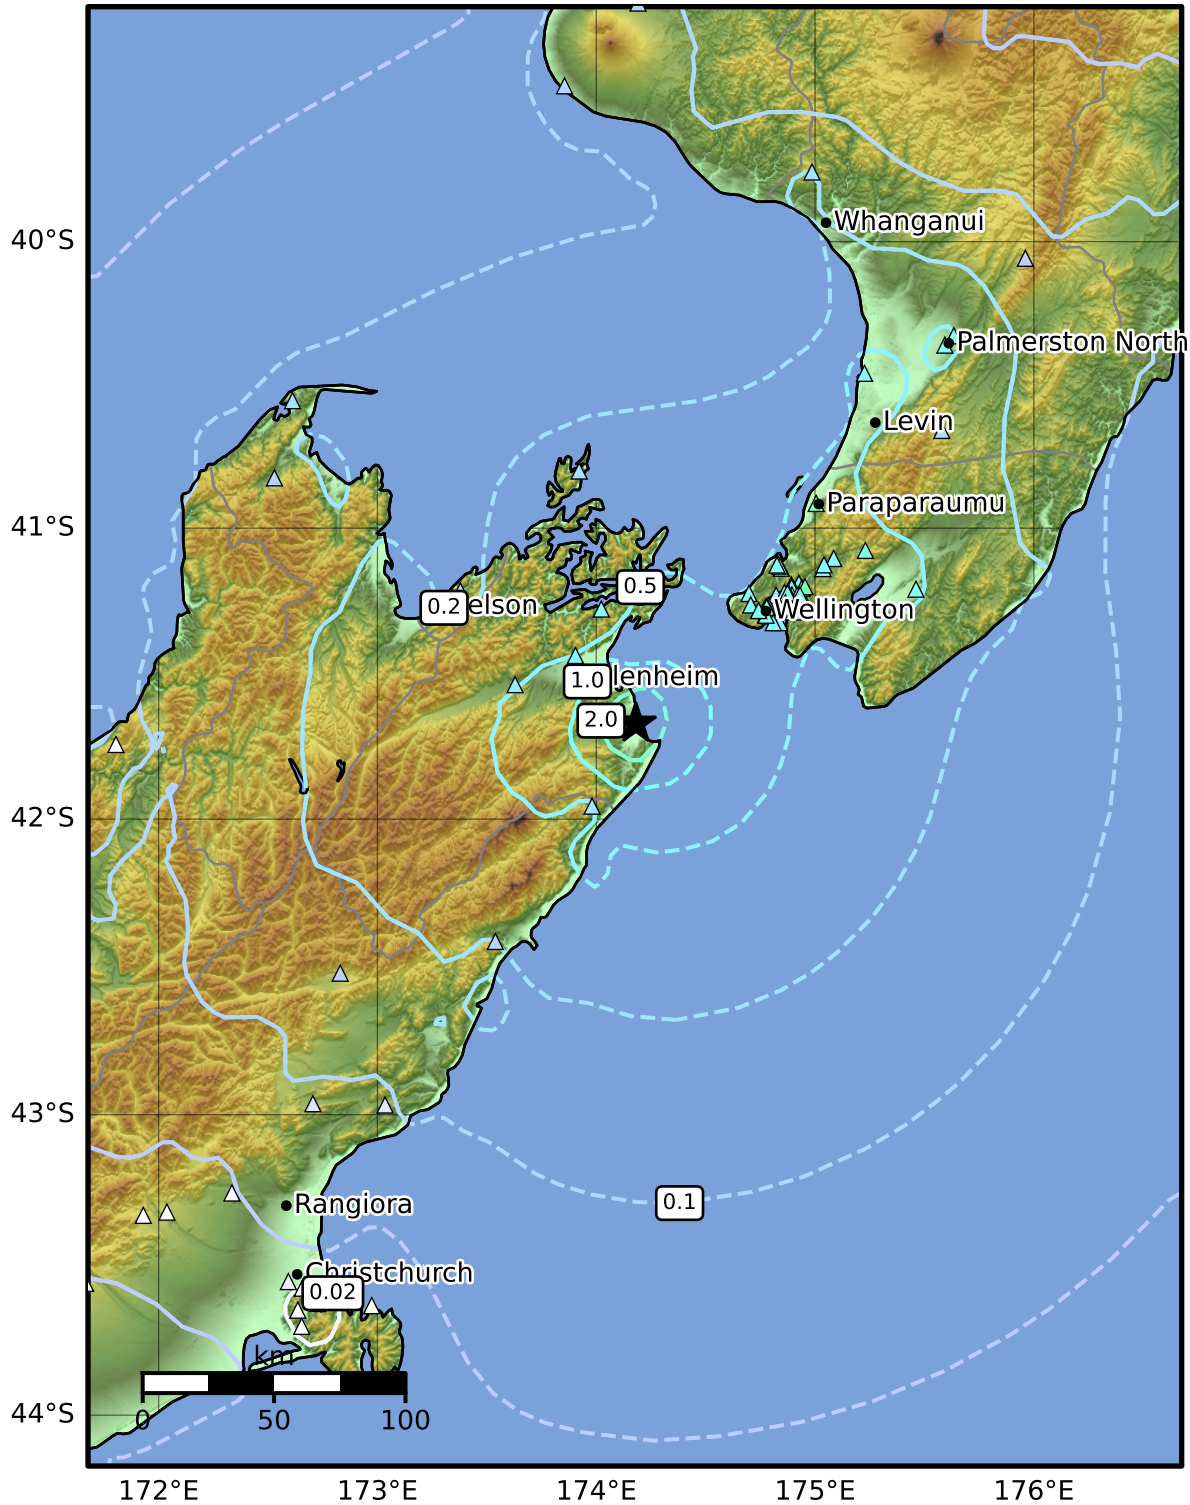 Whanganui
40°S
Palmerston North
Levin
Paraparaumu
41°S
0.5
0.2
elson
Wellington
1.0
lenheim
2.0
42°S
43°S
0.1
Rangiora
Christchurch
0.02
km
0 50 100
44°S
172°E 173°E 174°E 175°E 176°E